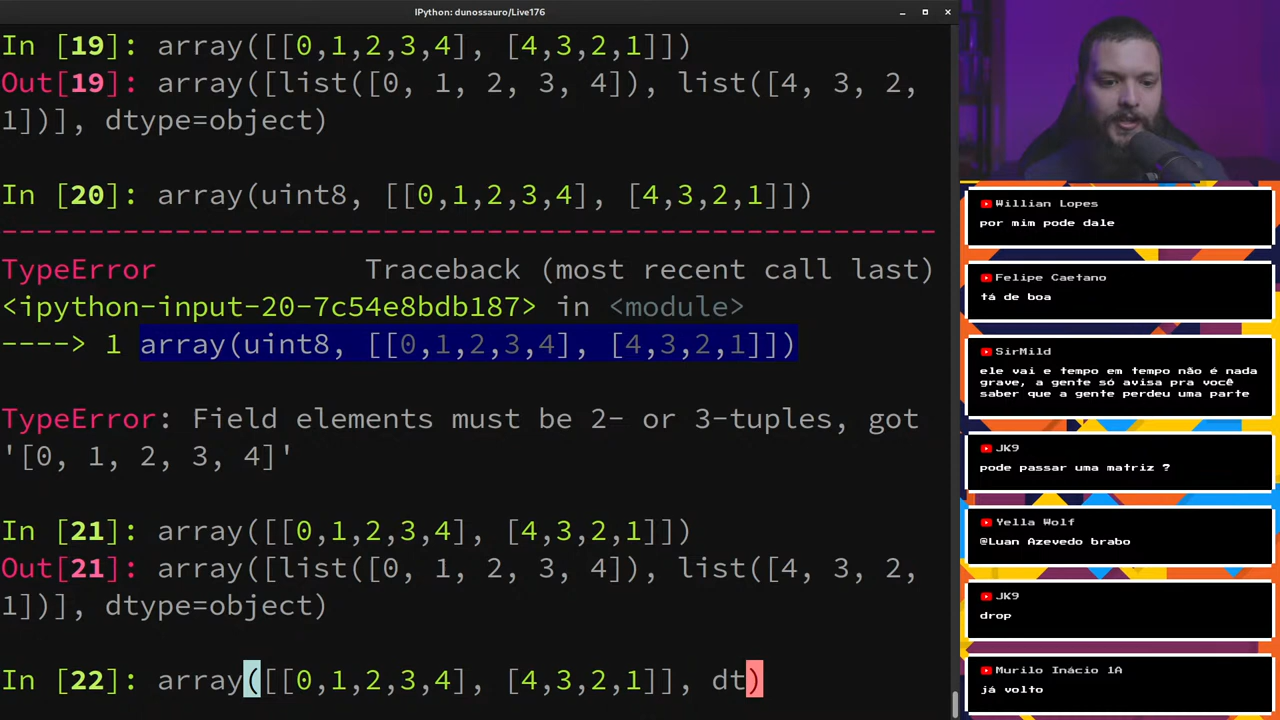 IPython: dunossauro/Live176
In [19]: array([[0,1,2,3,4], [4,3,2,1]])
Out[19]: array([list([0, 1, 2, 3, 4]), list([4, 3, 2,
1])], dtype=object)
In [20]: array(uint8, [[0,1,2,3,4], [4,3,2,1]])
---------------------------------------------------
TypeError Traceback (most recent call last)
<ipython-input-20-7c54e8bdb187> in <module>
----> 1 array(uint8, [[0,1,2,3,4], [4,3,2,1]])
TypeError: Field elements must be 2- or 3-tuples, got
'[0, 1, 2, 3, 4]'
In [21]: array([[0,1,2,3,4], [4,3,2,1]])
Out[21]: array([list([0, 1, 2, 3, 4]), list([4, 3, 2,
1])], dtype=object)
In [22]: array([[0,1,2,3,4], [4,3,2,1]], dt)
Willian Lopes
por mim pode dale
Felipe Caetano
tá de boa
SirMild
ele vai e tempo em tempo não é nada
grave, a gente só avisa pra você
saber que a gente perdeu uma parte
JK9
pode passar uma matriz ?
Yella Wolf
@Luan Azevedo brabo
JK9
drop
Murilo Inácio 1A
já volto